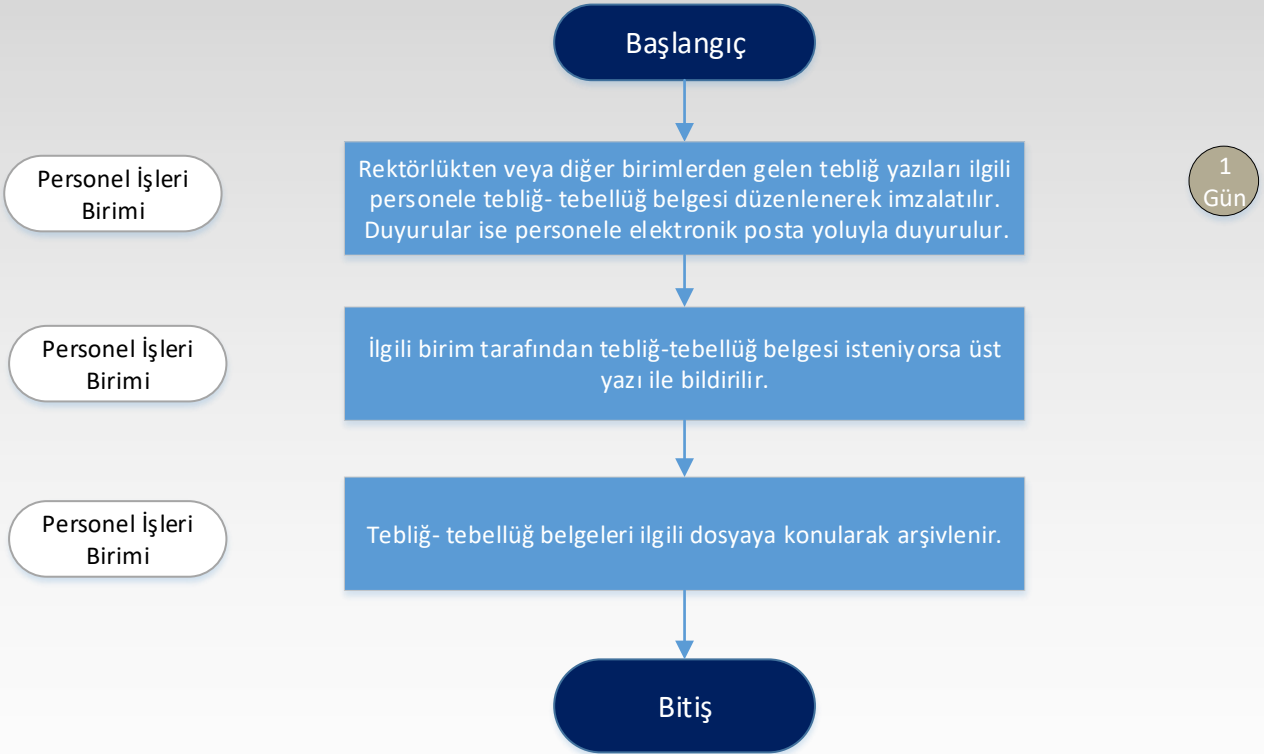 Başlangıç
Personel İşleri
Birimi
Rektörlükten veya diğer birimlerden gelen tebliğ yazıları ilgili
personele tebliğ- tebellüğ belgesi düzenlenerek imzalatılır.
Duyurular ise personele elektronik posta yoluyla duyurulur.
1
Gün
Personel İşleri
Birimi
İlgili birim tarafından tebliğ-tebellüğ belgesi isteniyorsa üst
yazı ile bildirilir.
Personel İşleri
Birimi
Tebliğ- tebellüğ belgeleri ilgili dosyaya konularak arşivlenir.
Bitiş